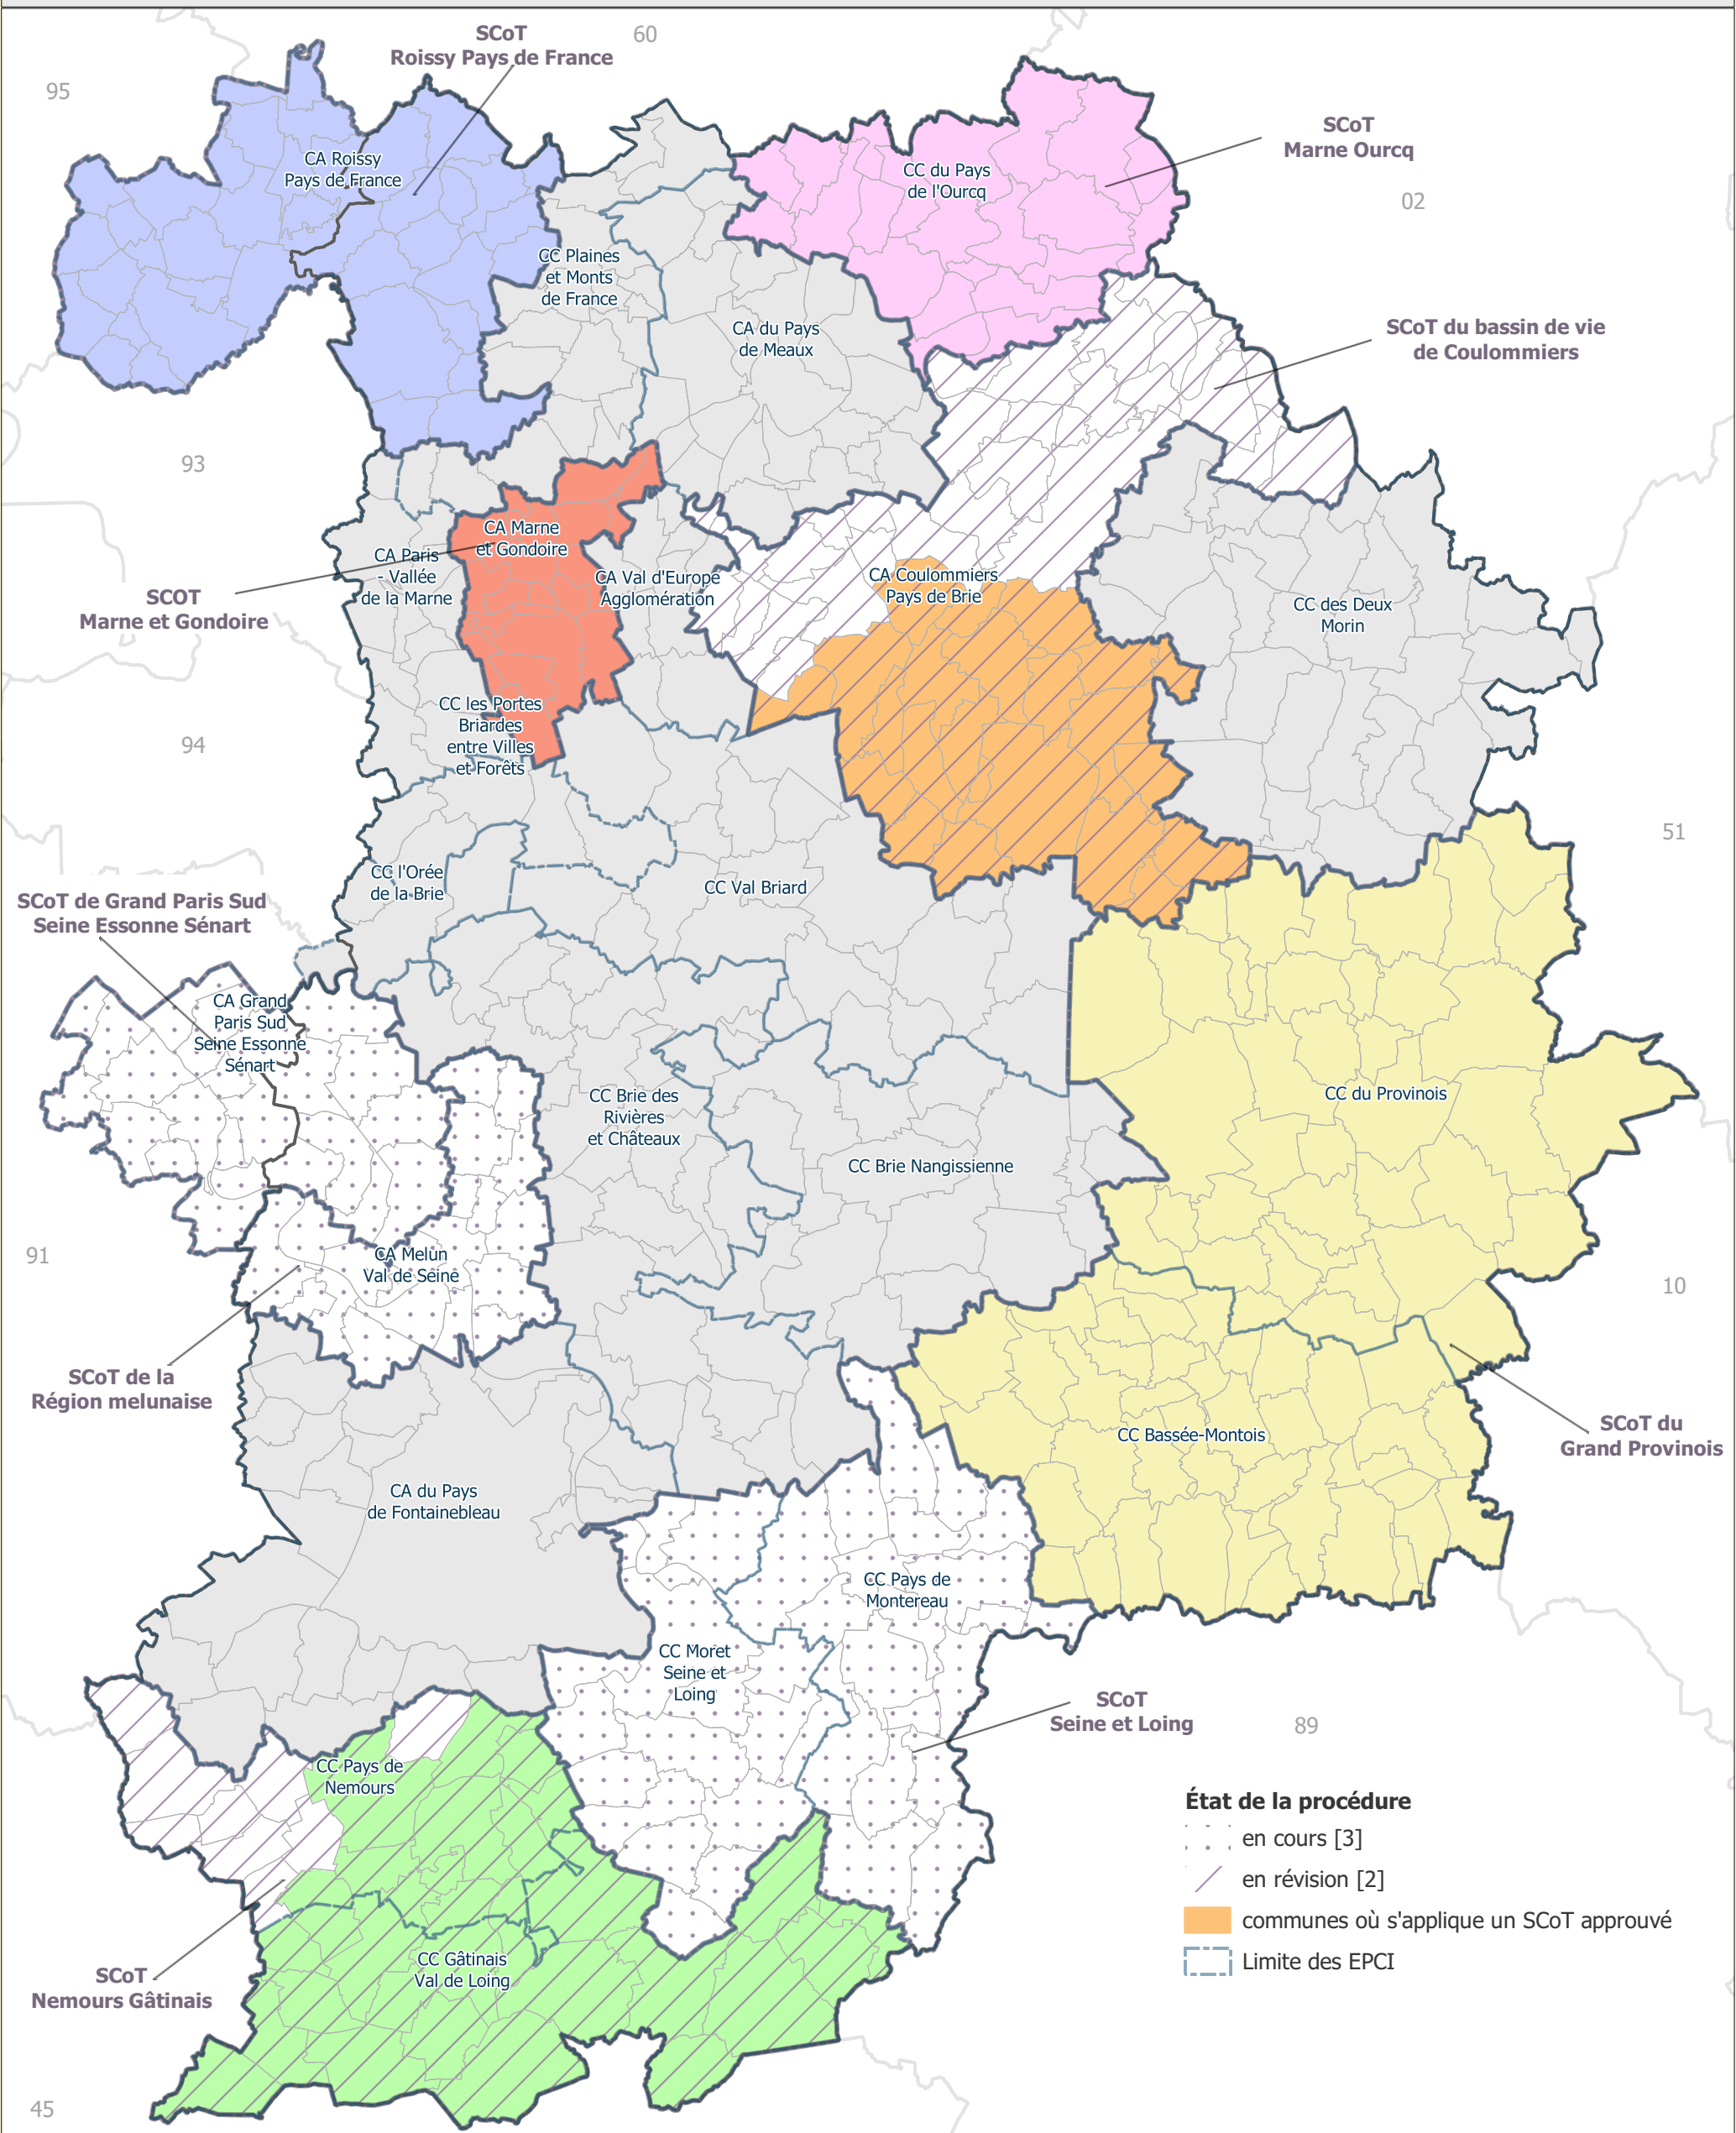 SCoT
Roissy Pays de France
60
95
SCoT
Marne Ourcq
CA Roissy
Pays de France
CC du Pays
de l'Ourcq
02
CC Plaines
et Monts
de France
CA du Pays
de Meaux
SCoT du bassin de vie
de Coulommiers
93
CA Marne
et Gondoire
CA Paris
- Vallée
de la Marne
CA Val d'Europe
Agglomération
CA Coulommiers
Pays de Brie
SCOT
Marne et Gondoire
CC des Deux
Morin
CC les Portes
Briardes
entre Villes
et Forêts
94
51
CC l'Orée
de la Brie
CC Val Briard
SCoT de Grand Paris Sud
Seine Essonne Sénart
CA Grand
Paris Sud
Seine Essonne
Sénart
CC Brie des
Rivières
et Châteaux
CC du Provinois
CC Brie Nangissienne
91
CA Melun
Val de Seine
10
SCoT de la
Région melunaise
CC Bassée-Montois
SCoT du
Grand Provinois
CA du Pays
de Fontainebleau
CC Pays de
Montereau
CC Moret
Seine et
Loing
SCoT
Seine et Loing
89
CC Pays de
Nemours
État de la procédure
en cours [3]
en révision [2]
communes où s'applique un SCoT approuvé
Limite des EPCI
CC Gâtinais
Val de Loing
SCoT
Nemours Gâtinais
45